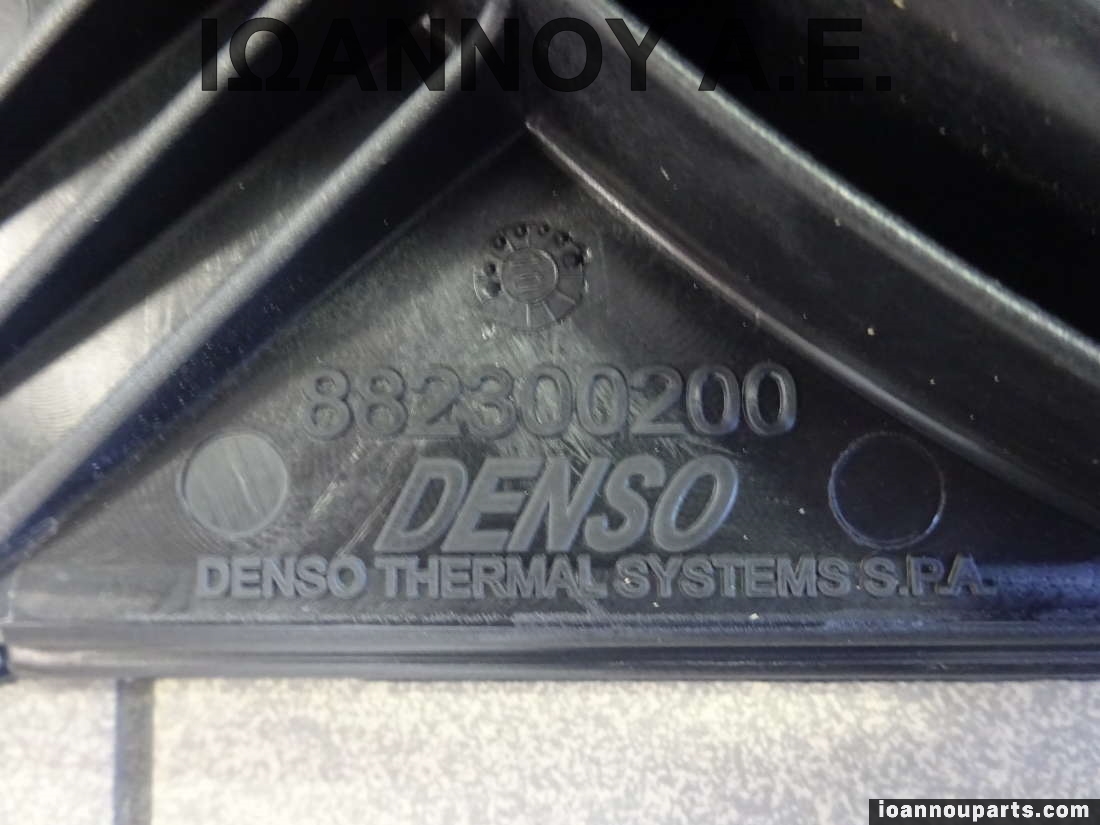 ΙΩΑΝΝΟΥ Α.Ε.
882300200
DENSO
DENSO THERMAL SYSTEMS S.P.A.
ioannouparts.com